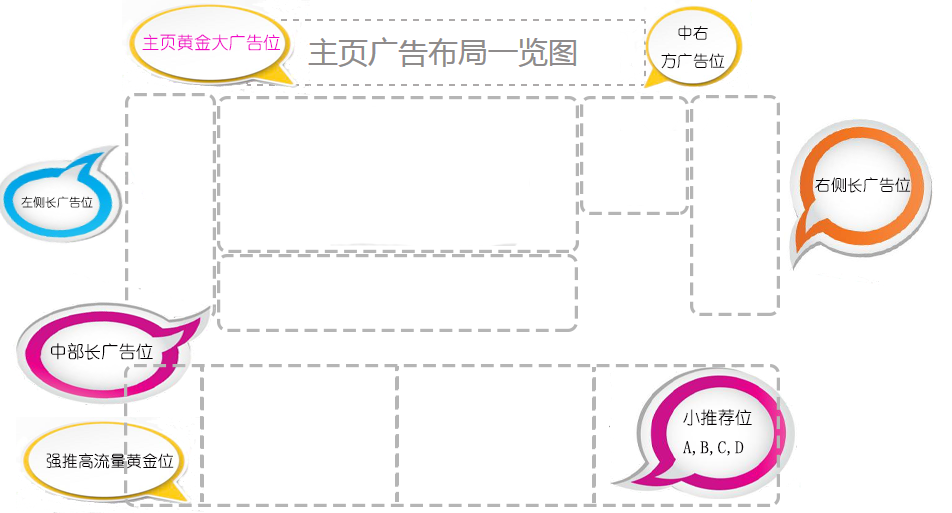 主页黄金大广告位
主页广告布局一览图
中右
方广告位
左侧长广告位
右侧长广告位
中部长广告位
小推荐位
A,B,C,D
强推高流量黄金位